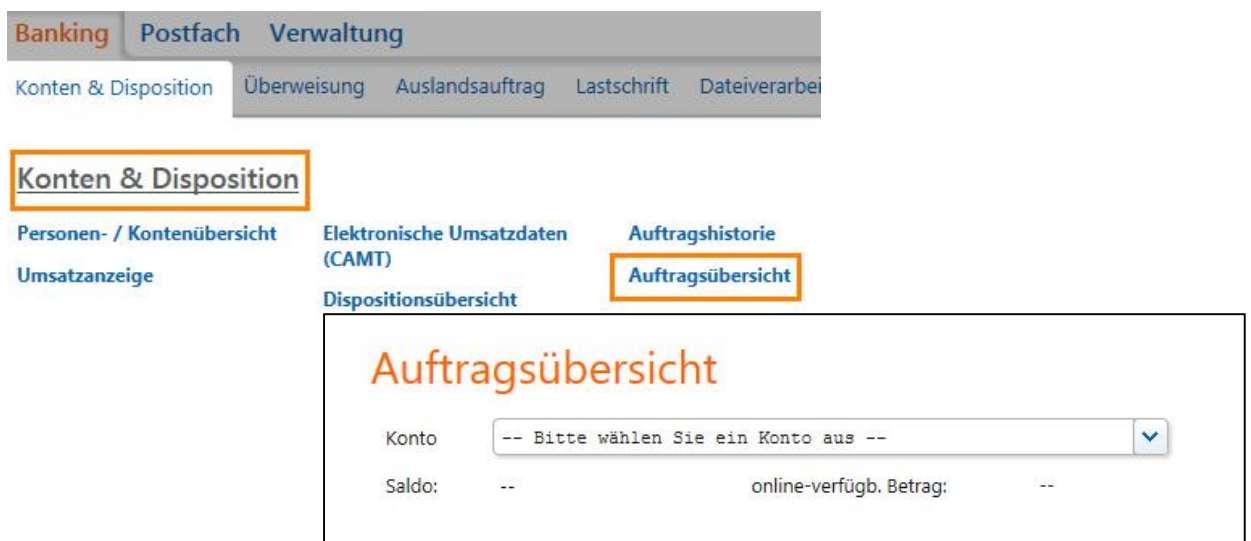 Banking Postfach Verwaltung
Konten & Disposition Überweisung Auslandsauftrag Lastschrift Dateiverarbei
Konten & Disposition
Personen- / Kontenübersicht Elektronische Umsatzdaten Auftragshistorie
(CAMT)
Umsatzanzeige Auftragsübersicht
Dispositionsübersicht
Auftragsübersicht
Konto -- Bitte wählen Sie ein Konto aus --
Saldo: -- online-verfügb. Betrag: --